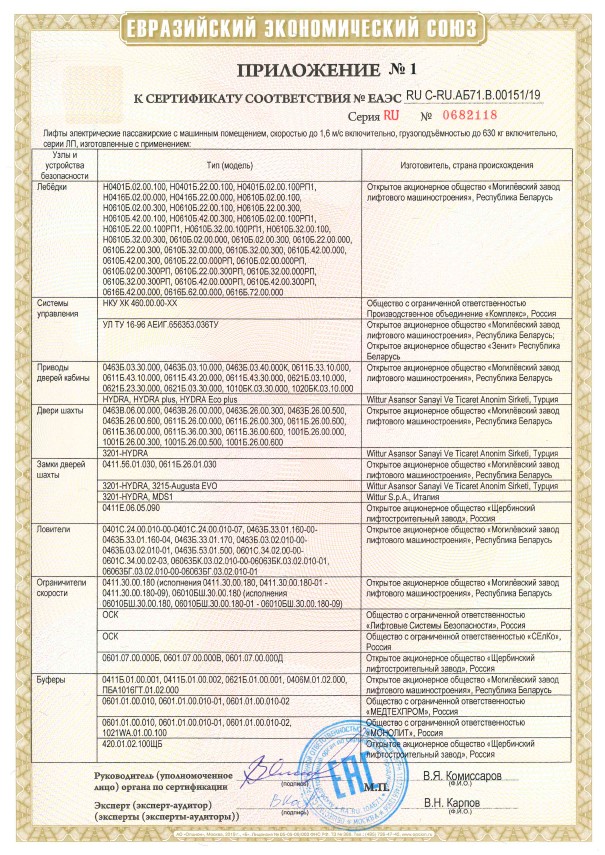 ЕВРАЗИЙСКИЙ ЭКОНОМИЧЕСКИЙ СОЮЗ
ПРИЛОЖЕНИЕ № 1
К СЕРТИФИКАТУ СООТВЕТСТВИЯ № ЕАЭС RU C-RU.АБ71.В.00151/19
Серия RU № 0682118
Лифты электрические пассажирские с машинным помещением, скоростью до 1,6 м/с включительно, грузоподъёмностью до 630 кг включительно,
серии ЛП, изготовленные с применением:
Узлы и устройства безопасности
Тип (модель)
Изготовитель, страна происхождения
Лебёдки
Н0401Б.02.00.100, Н0401Б.22.00.100, Н0401Б.02.00.100РП1,
Н0416Б.02.00.000, Н0416Б.22.00.000, Н0610Б.02.00.100,
Н0610Б.02.00.300, Н0610Б.22.00.100, Н0610Б.22.00.300,
Н0610Б.42.00.100, Н0610Б.42.00.300, Н0610Б.02.00.100РП1,
Н0610Б.22.00.100РП1, Н0610Б.32.00.100РП1, Н0610Б.32.00.100,
Н0610Б.32.00.300, 0610Б.02.00.000, 0610Б.02.00.300, 0610Б.22.00.000,
0610Б.22.00.300, 0610Б.32.00.000, 0610Б.32.00.300, 0610Б.42.00.000,
0610Б.42.00.300, 0610Б.22.00.000РП, 0610Б.02.00.000РП,
0610Б.02.00.300РП, 0610Б.22.00.300РП, 0610Б.32.00.000РП,
0610Б.32.00.300РП, 0610Б.42.00.000РП, 0610Б.42.00.300РП,
0616Б.42.00.000, 0616Б.62.00.000, 0616Б.72.00.000
Открытое акционерное общество «Могилёвский завод
лифтового машиностроения», Республика Беларусь
Системы управления
НКУ ХК 460.00.00-ХХ
Общество с ограниченной ответственностью
Производственное объединение «Комплекс», Россия
УЛ ТУ 16-96 АЕИГ.656353.036ТУ
Открытое акционерное общество «Могилёвский завод
лифтового машиностроения», Республика Беларусь;
Открытое акционерное общество «Зенит» Республика
Беларусь
Приводы дверей кабины
0463Б.03.30.000, 0463Б.03.10.000, 0463Б.03.40.000К, 0611Б.33.10.000,
0611Б.43.10.000, 0611Б.43.20.000, 0611Б.43.30.000, 0621Б.03.10.000,
0621Б.23.30.000, 0621Б.03.30.000, 1010БК.03.10.000, 1020БК.03.10.000
Открытое акционерное общество «Могилёвский завод
лифтового машиностроения», Республика Беларусь
HYDRA, HYDRA plus, HYDRA Eco plus
Wittur Asansor Sanayi Ve Ticaret Anonim Sirketi, Турция
Двери шахты
0463В.06.00.000, 0463В.26.00.000, 0463Б.26.00.300, 0463Б.26.00.500,
0463Б.26.00.600, 0611Б.06.00.000, 0611Б.26.00.300, 0611Б.26.00.600,
0611Б.36.00.000, 0611Б.36.00.300, 0611Б.36.00.600, 1001Б.26.00.000,
1001Б.26.00.300, 1001Б.26.00.500, 1001Б.26.00.600
Открытое акционерное общество «Могилёвский завод
лифтового машиностроения», Республика Беларусь
3201-HYDRA
Wittur Asansor Sanayi Ve Ticaret Anonim Sirketi, Турция
Замки дверей шахты
0411.56.01.030, 0611Б.26.01.030
Открытое акционерное общество «Могилёвский завод
лифтового машиностроения», Республика Беларусь
3201-HYDRA, 3215-Augusta EVO
Wittur Asansor Sanayi Ve Ticaret Anonim Sirketi, Турция
3201-HYDRA, MDS1
Wittur S.p.A., Италия
0411Е.06.05.090
Открытое акционерное общество «Щербинский
лифтостроительный завод», Россия
Ловители
0401С.24.00.010-00-0401С.24.00.010-07, 0463Б.33.01.160-00-
0463Б.33.01.160-04, 0463Б.33.01.170, 0463Б.03.02.010-00-
0463Б.03.02.010-01, 0463Б.53.01.500, 0601С.34.02.00-00-
0601С.34.00.02-03, 06063БК.03.02.010-00-06063БК.03.02.010-01,
06063БГ.03.02.010-00-06063БГ.03.02.010-01
Открытое акционерное общество «Могилёвский завод
лифтового машиностроения», Республика Беларусь
Ограничители скорости
0411.30.00.180 (исполнения 0411.30.00.180, 0411.30.00.180-01 -
0411.30.00.180-09), 06010БШ.30.00.180 (исполнения
06010БШ.30.00.180, 06010БШ.30.00.180-01 - 06010БШ.30.00.180-09)
Открытое акционерное общество «Могилёвский завод
лифтового машиностроения», Республика Беларусь
ОСК
Общество с ограниченной ответственностью
«Лифтовые Системы Безопасности», Россия
ОСК
Общество с ограниченной ответственностью «СЕлКо»,
Россия
0601.07.00.000Б, 0601.07.00.000В, 0601.07.00.000Д
Открытое акционерное общество «Щербинский
лифтостроительный завод», Россия
Буферы
0411Б.01.00.001, 0411Б.01.00.002, 0621Б.01.00.001, 0406М.01.02.000,
ПБА1016ГТ.01.02.000
Открытое акционерное общество «Могилёвский завод
лифтового машиностроения», Республика Беларусь
0601.01.00.010, 0601.01.00.010-01, 0601.01.00.010-02
Общество с ограниченной ответственностью
«МЕДТЕХПРОМ», Россия
0601.01.00.010, 0601.01.00.010-01, 0601.01.00.010-02,
1021WA.01.00.100
Общество с ограниченной ответственностью
«МОНОЛИТ», Россия
420.01.02.100ЩБ
Открытое акционерное общество «Щербинский
лифтостроительный завод», Россия
Руководитель (уполномоченное
лицо) органа по сертификации
(подпись)
М.П.
В.Я. Комиссаров
(Ф.И.О.)
Эксперт (эксперт-аудитор)
(эксперты (эксперты-аудиторы))
(подпись)
В.Н. Карпов
(Ф.И.О.)
ЕАС